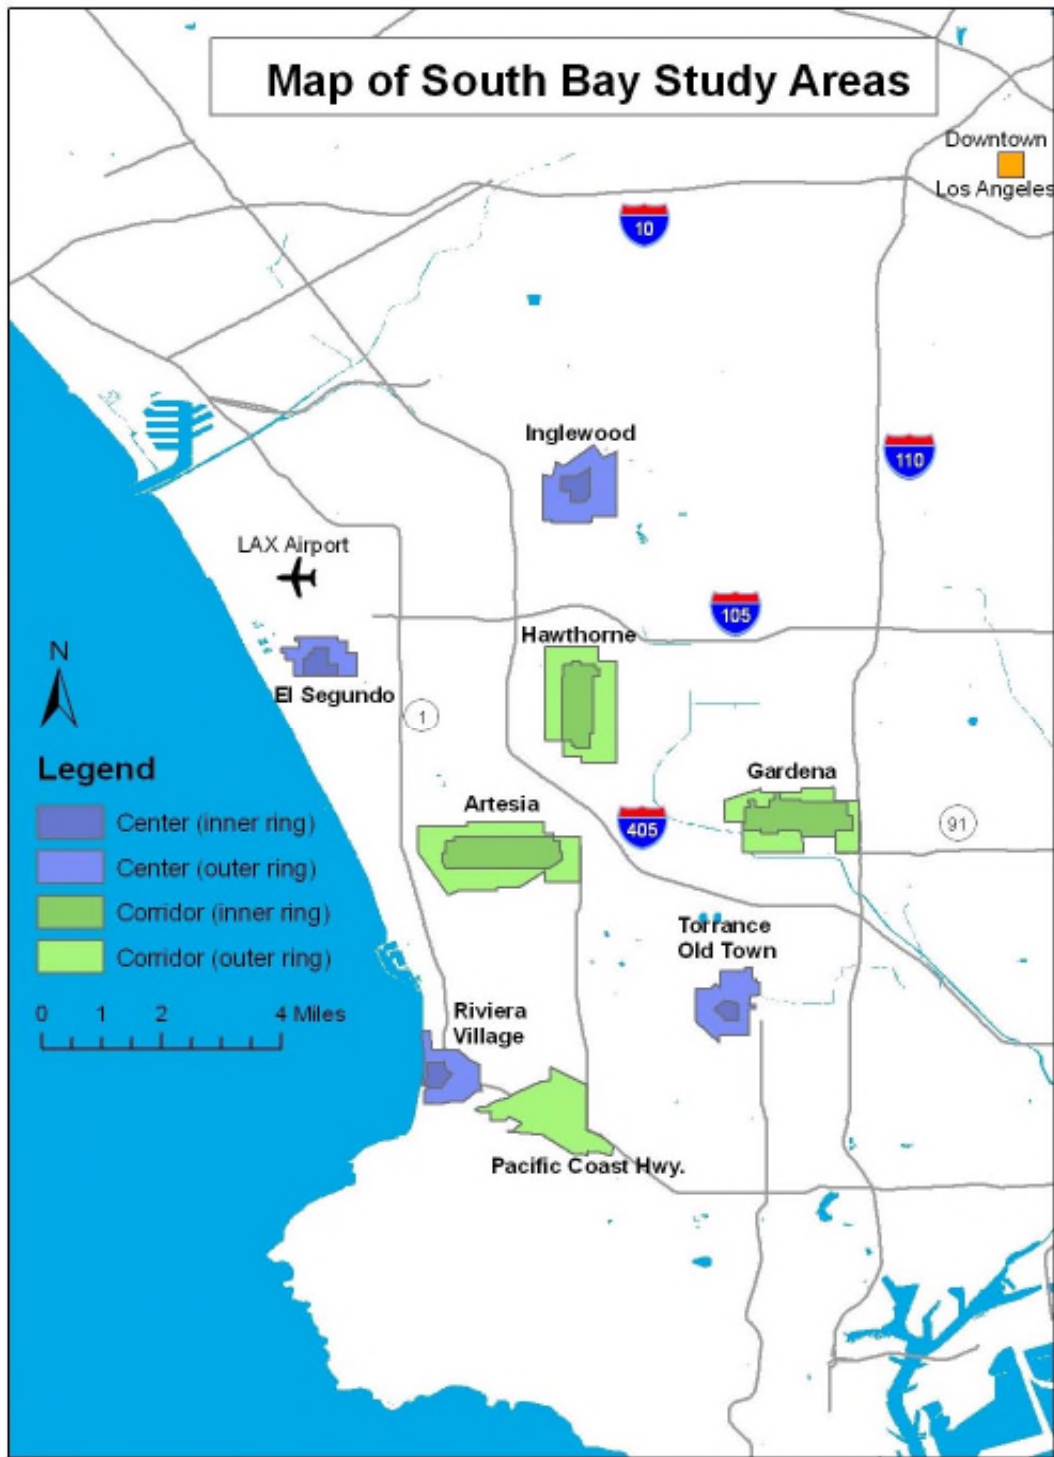 Map of South Bay Study Areas
Downtown
Los Angeles
10
Inglewood
110
LAX Airport
105
Hawthorne
N
El Segundo
1
Legend
Gardena
Artesia
Center (inner ring)
405
91
Center (outer ring)
Corridor (inner ring)
Corridor (outer ring)
Torrance
Old Town
0 1 2 4 Miles
Riviera
Village
Pacific Coast Hwy.